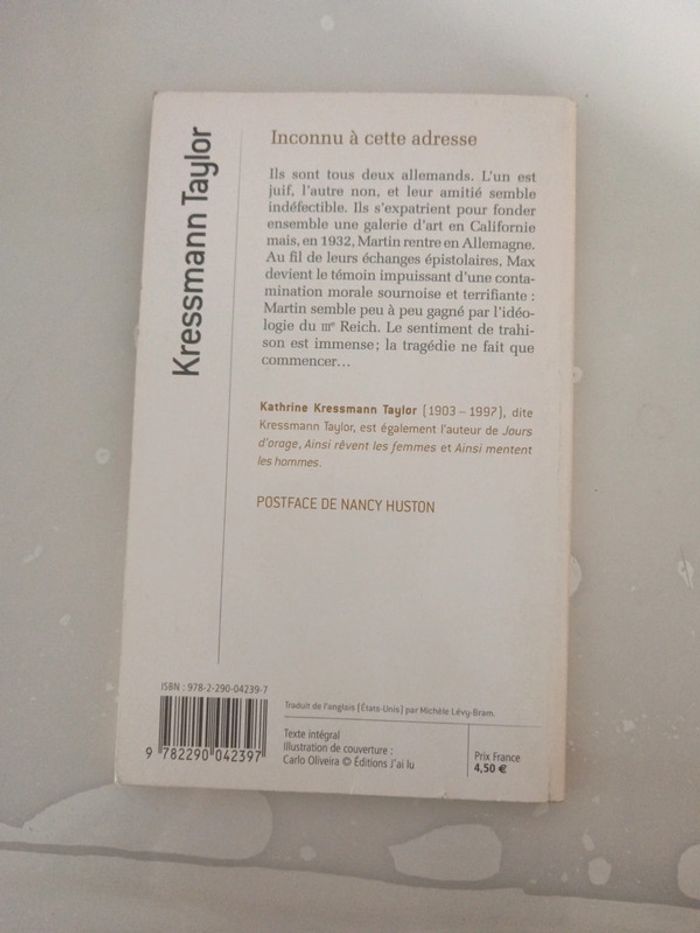 Kressmann Taylor
Inconnu à cette adresse
Ils sont tous deux allemands. L'un est
juif, l'autre non, et leur amitié semble
indéfectible. Ils s'expatrient pour fonder
ensemble une galerie d'art en Californie
mais, en 1932, Martin rentre en Allemagne.
Au fil de leurs échanges épistolaires, Max
devient le témoin impuissant d'une conta-
mination morale sournoise et terrifiante :
Martin semble peu à peu gagné par l'idéo-
logie du IIIe Reich. Le sentiment de trahi-
son est immense ; la tragédie ne fait que
commencer...
Kathrine Kressmann Taylor (1903 – 1997), dite
Kressmann Taylor, est également l'auteur de Jours
d'orage, Ainsi rêvent les femmes et Ainsi mentent
les hommes.
POSTFACE DE NANCY HUSTON
ISBN : 978-2-290-04239-7
9 782290 042397
Traduit de l'anglais (États-Unis) par Michèle Lévy-Bram.
Texte intégral
Illustration de couverture :
Carlo Oliveira © Éditions J'ai lu
Prix France
4,50 €